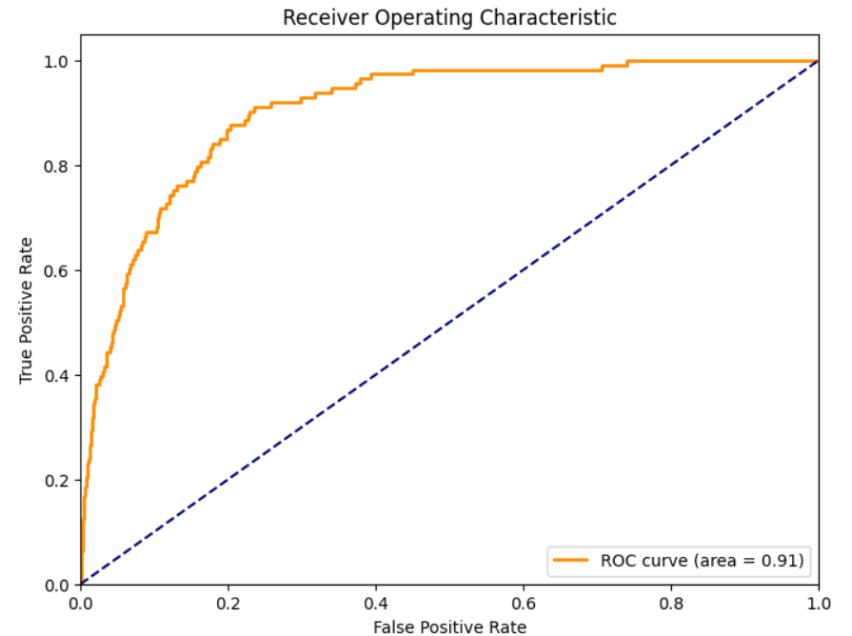 Receiver Operating Characteristic
1.0
0.8
0.6
0.4
0.2
0.0
True Positive Rate
ROC curve (area = 0.91)
0.0 0.2 0.4 0.6 0.8 1.0
False Positive Rate